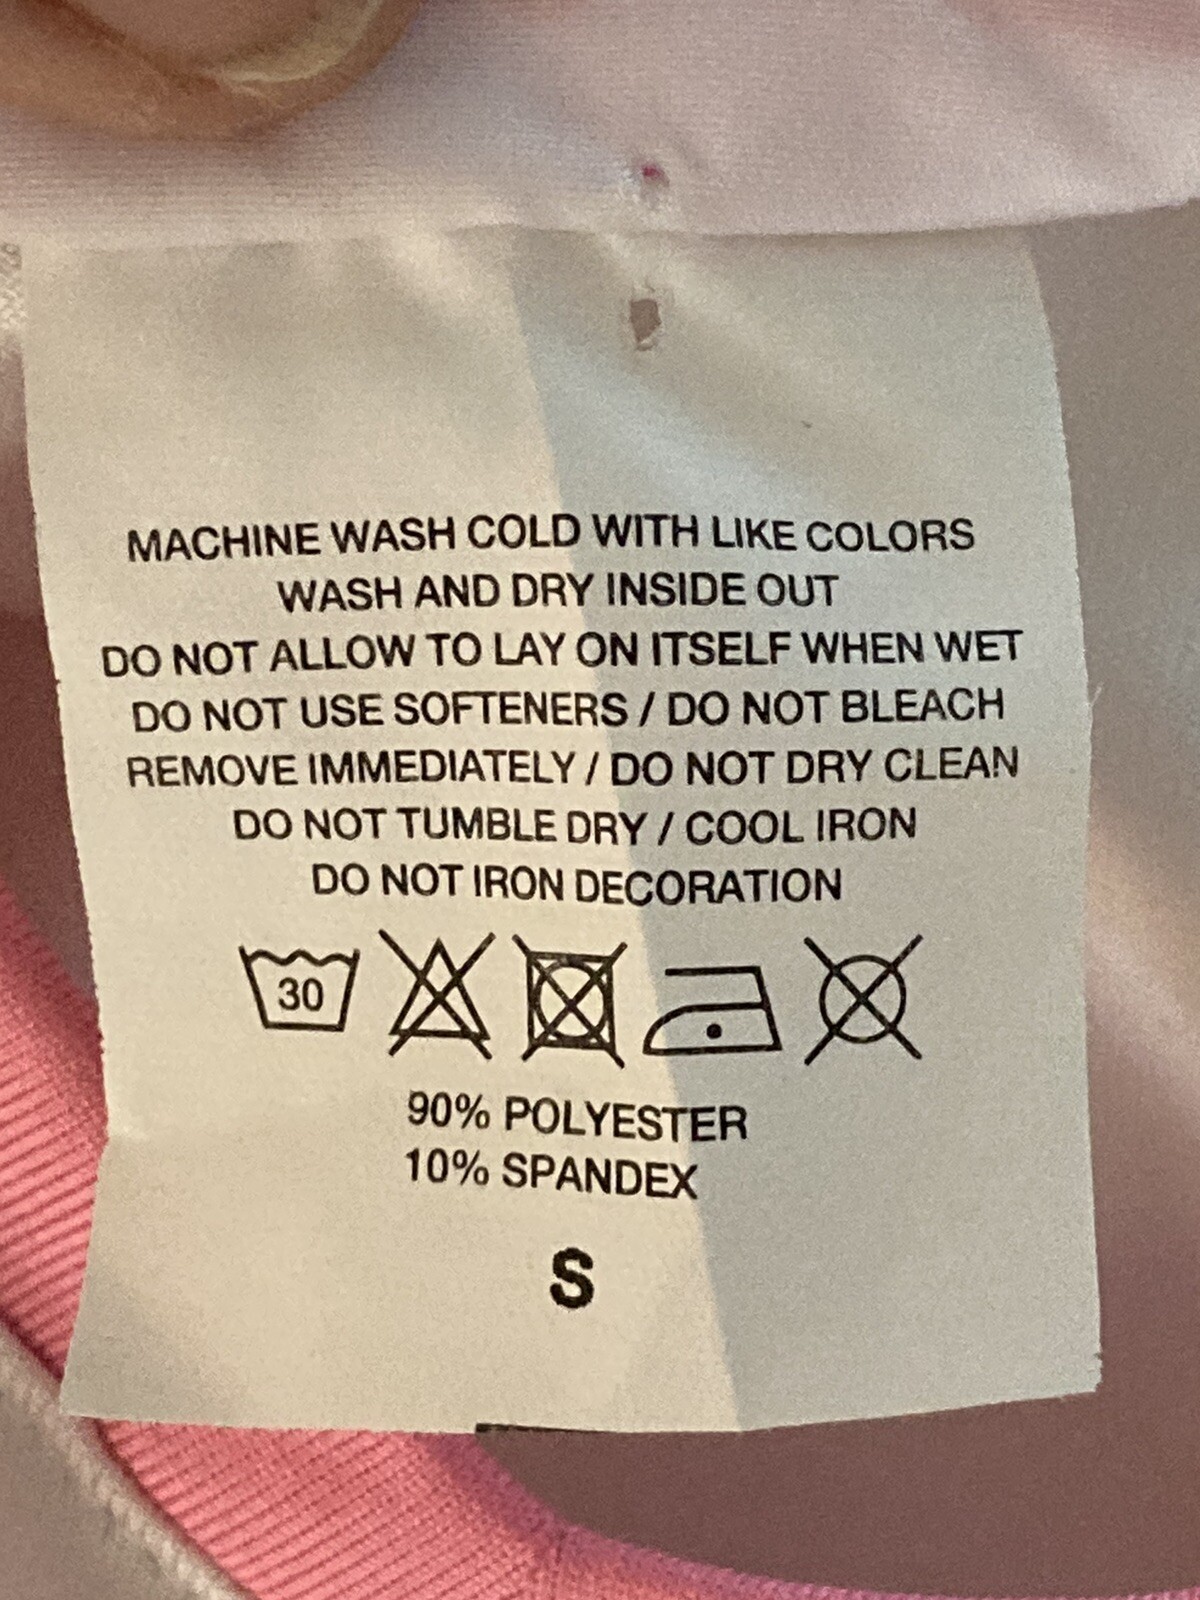 MACHINE WASH COLD WITH LIKE COLORS
WASH AND DRY INSIDE OUT
DO NOT ALLOW TO LAY ON ITSELF WHEN WET
DO NOT USE SOFTENERS / DO NOT BLEACH
REMOVE IMMEDIATELY / DO NOT DRY CLEAN
DO NOT TUMBLE DRY / COOL IRON
DO NOT IRON DECORATION
30
90% POLYESTER
10% SPANDEX
S